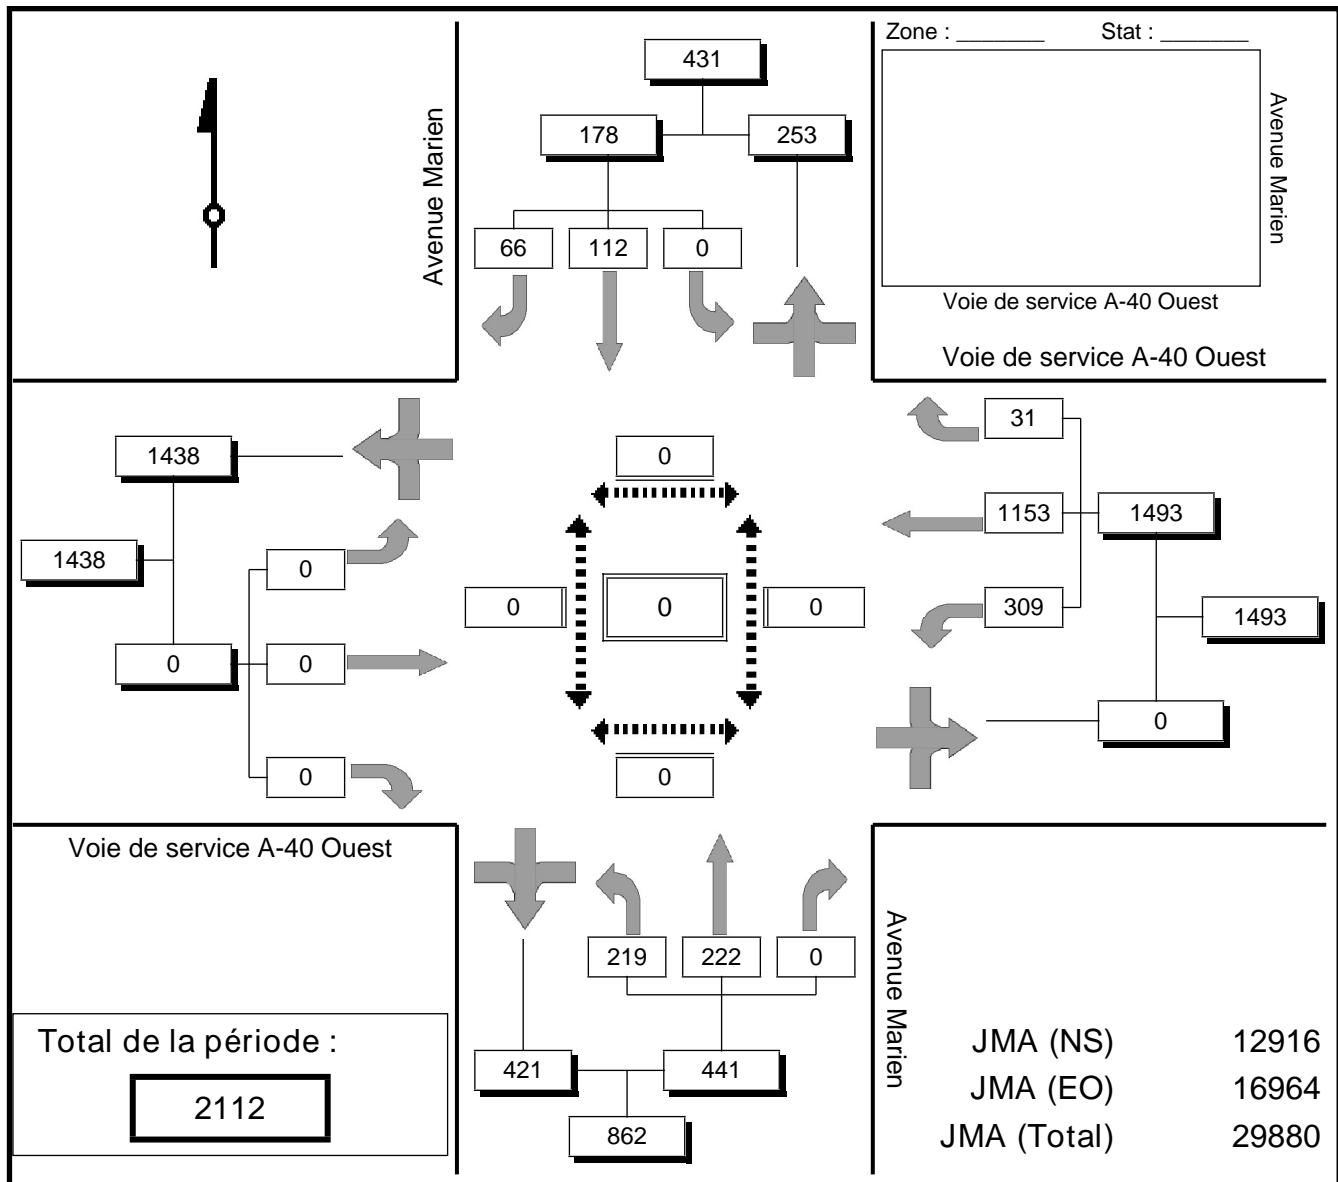 Zone : _______ Stat : _______
431
Avenue Marien
178
253
Avenue Marien
66
112
0
Voie de service A-40 Ouest
Voie de service A-40 Ouest
31
1438
0
1153
1493
1438
0
0
0
0
309
1493
0
0
0
0
0
Voie de service A-40 Ouest
219
222
0
Avenue Marien
Total de la période :
2112
421
441
862
JMA (NS) 12916
JMA (EO) 16964
JMA (Total) 29880